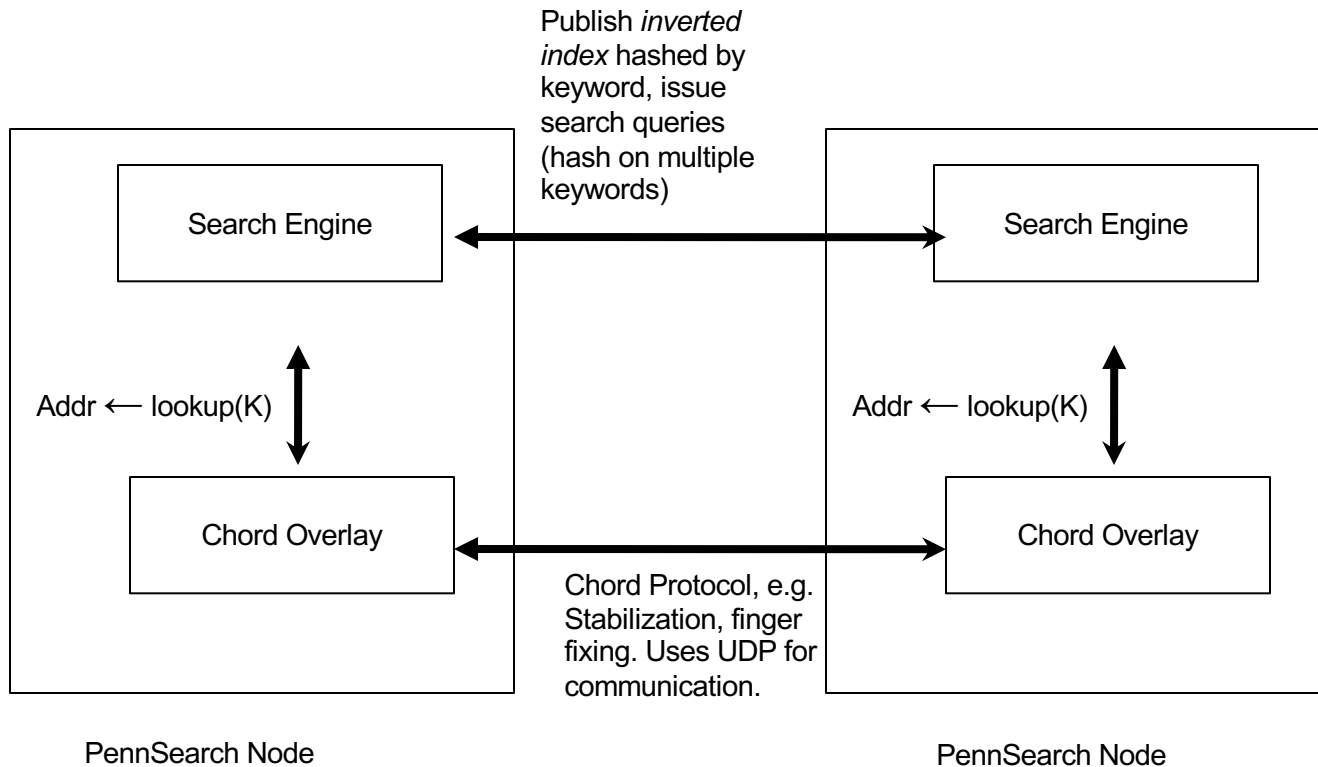 Publish inverted
index hashed by
keyword, issue
search queries
(hash on multiple
keywords)
Search Engine
Search Engine
Addr ← lookup(K)
Addr ← lookup(K)
Chord Overlay
Chord Overlay
Chord Protocol, e.g.
Stabilization, finger
fixing. Uses UDP for
communication.
PennSearch Node
PennSearch Node